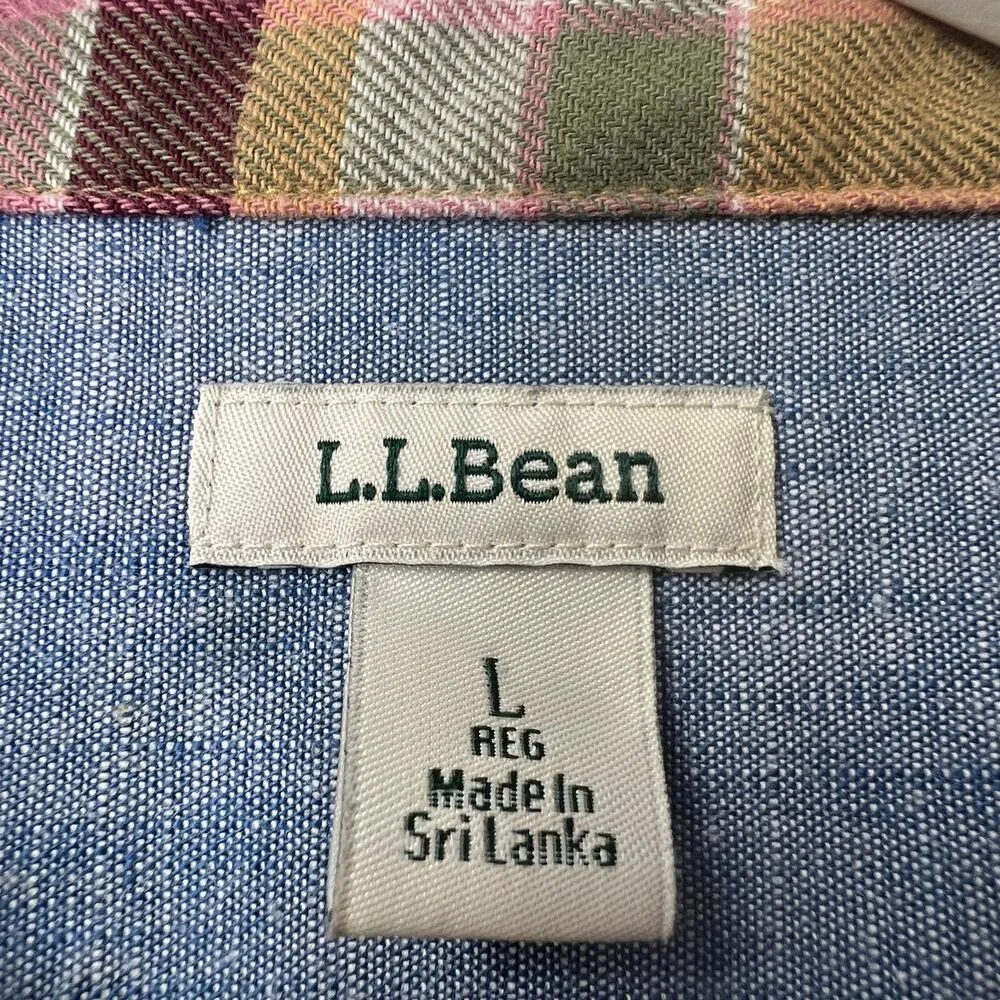 L.L.Bean
L
REG
Made In
Sri Lanka